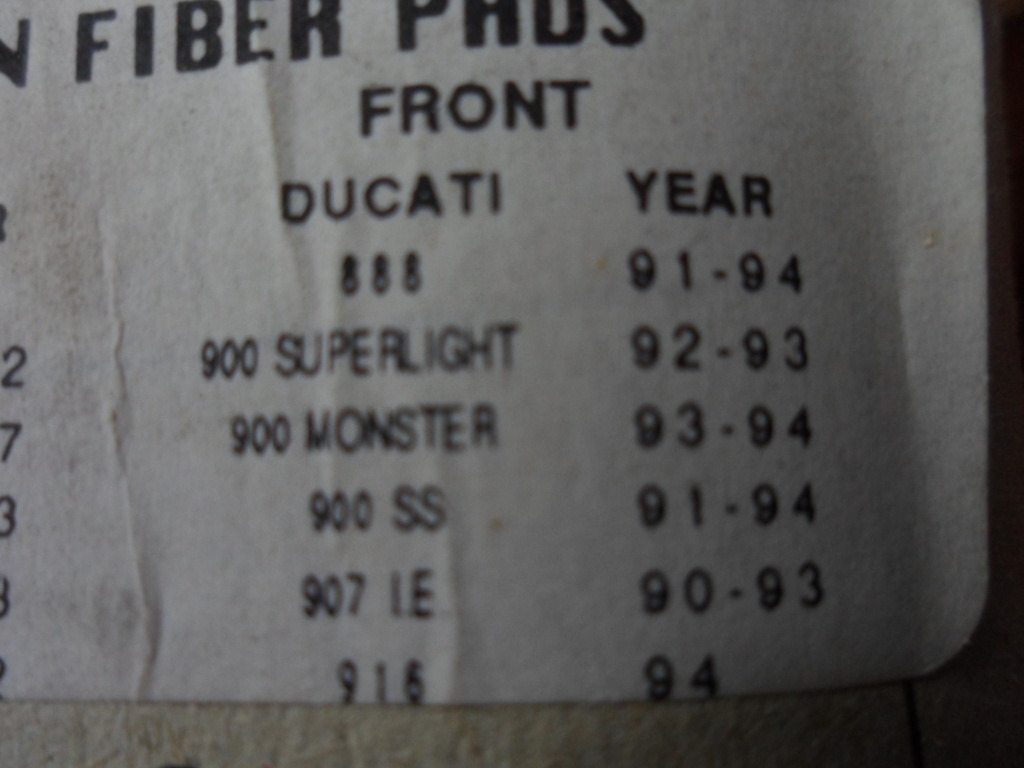 N FIBER PADS
FRONT
R DUCATI YEAR
888 91-94
2 900 SUPERLIGHT 92-93
7 900 MONSTER 93-94
3 900 SS 91-94
3 907 I.E 90-93
916 94